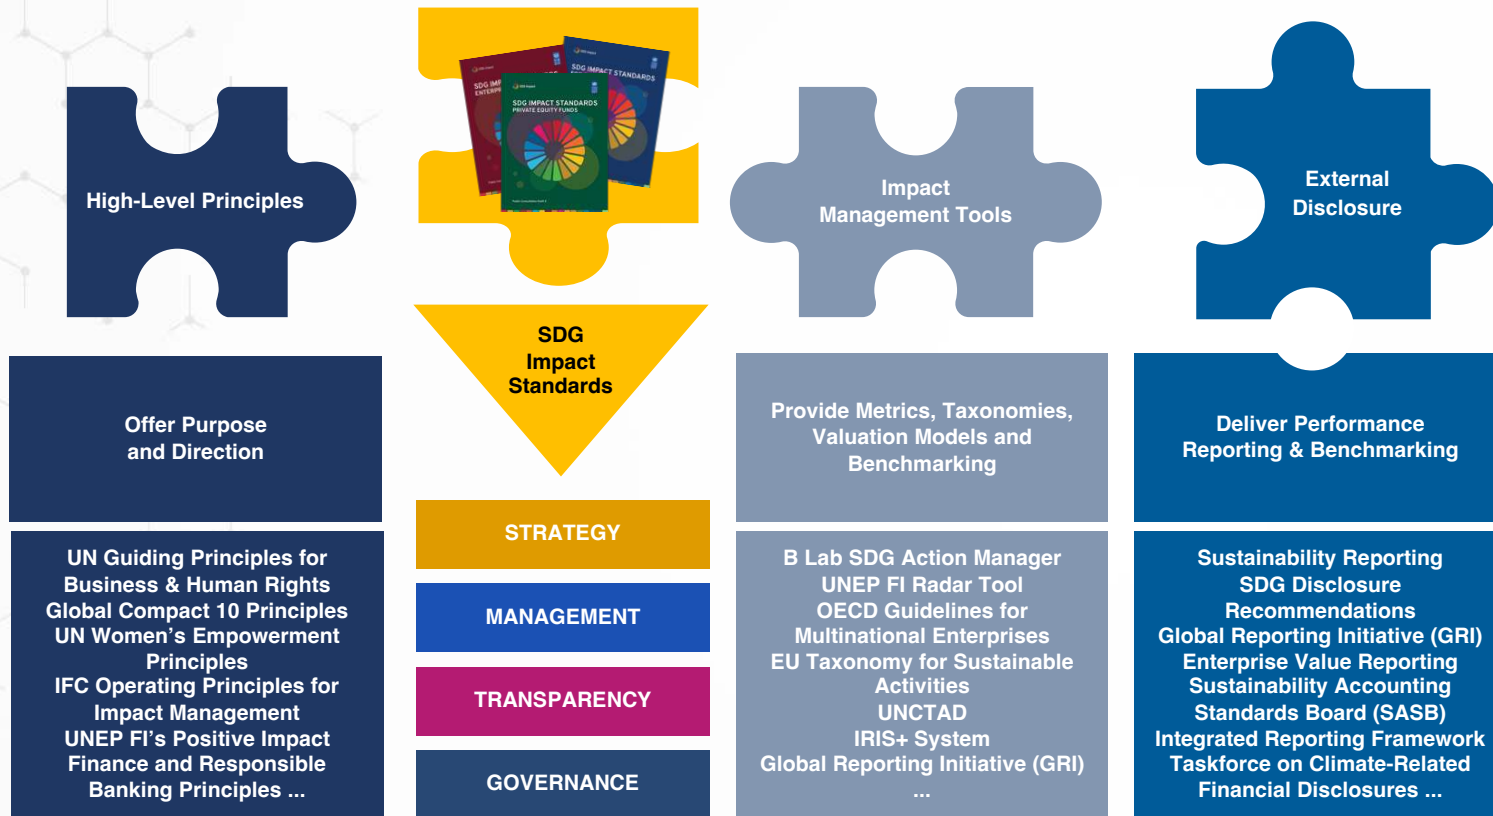 High-Level Principles
SDG IMPACT STANDARDS
PRIVATE EQUITY FUNDS
Impact
Management Tools
External
Disclosure
SDG
Impact
Standards
Offer Purpose
and Direction
Provide Metrics, Taxonomies,
Valuation Models and
Benchmarking
Deliver Performance
Reporting & Benchmarking
UN Guiding Principles for
Business & Human Rights
Global Compact 10 Principles
UN Women’s Empowerment
Principles
IFC Operating Principles for
Impact Management
UNEP FI’s Positive Impact
Finance and Responsible
Banking Principles ...
STRATEGY
MANAGEMENT
TRANSPARENCY
GOVERNANCE
B Lab SDG Action Manager
UNEP FI Radar Tool
OECD Guidelines for
Multinational Enterprises
EU Taxonomy for Sustainable
Activities
UNCTAD
IRIS+ System
Global Reporting Initiative (GRI)
...
Sustainability Reporting
SDG Disclosure
Recommendations
Global Reporting Initiative (GRI)
Enterprise Value Reporting
Sustainability Accounting
Standards Board (SASB)
Integrated Reporting Framework
Taskforce on Climate-Related
Financial Disclosures ...